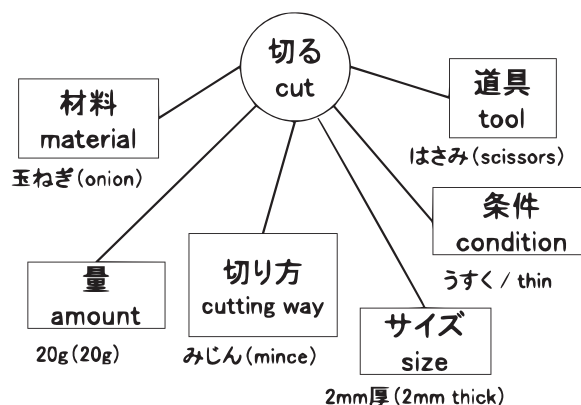 切る
cut
材料
material
玉ねぎ(onion)
道具
tool
はさみ(scissors)
条件
condition
うすく / thin
量
amount
20g(20g)
切り方
cutting way
みじん(mince)
サイズ
size
2mm厚(2mm thick)